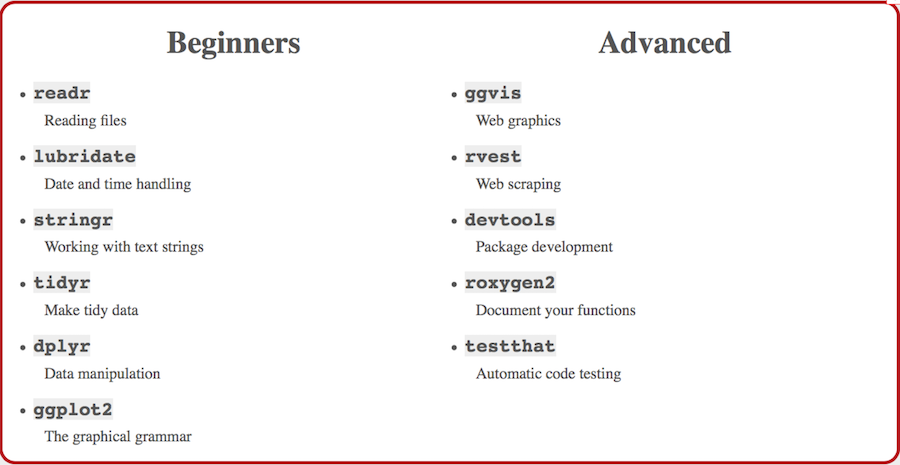 Beginners
readr
Reading files
lubridate
Date and time handling
stringr
Working with text strings
tidyr
Make tidy data
dplyr
Data manipulation
ggplot2
The graphical grammar
Advanced
ggvis
Web graphics
rvest
Web scraping
devtools
Package development
roxygen2
Document your functions
testthat
Automatic code testing